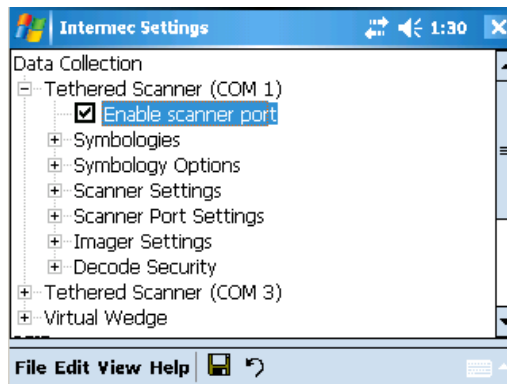 Intermec Settings 1:30
Data Collection
Tethered Scanner (COM 1)
Enable scanner port
Symbologies
Symbology Options
Scanner Settings
Scanner Port Settings
Imager Settings
Decode Security
Tethered Scanner (COM 3)
Virtual Wedge
File Edit View Help